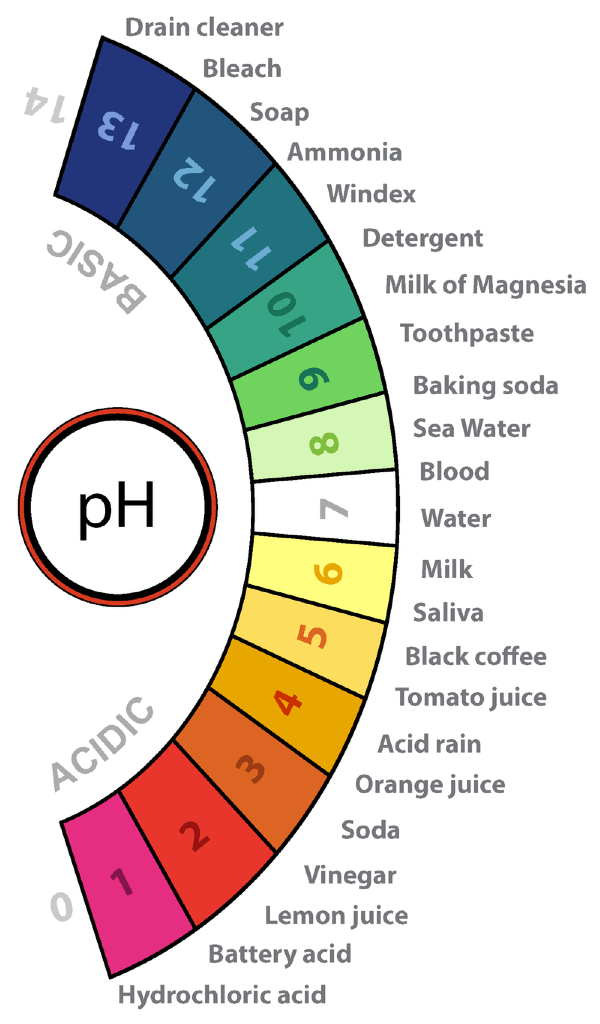 Drain cleaner
Bleach
Soap
Ammonia
Windex
Detergent
Milk of Magnesia
Toothpaste
Baking soda
Sea Water
Blood
Water
Milk
Saliva
Black coffee
Tomato juice
Acid rain
Orange juice
Soda
Vinegar
Lemon juice
Battery acid
Hydrochloric acid
14
13
12
11
10
9
8
7
6
5
4
3
2
1
0
BASIC
pH
ACIDIC